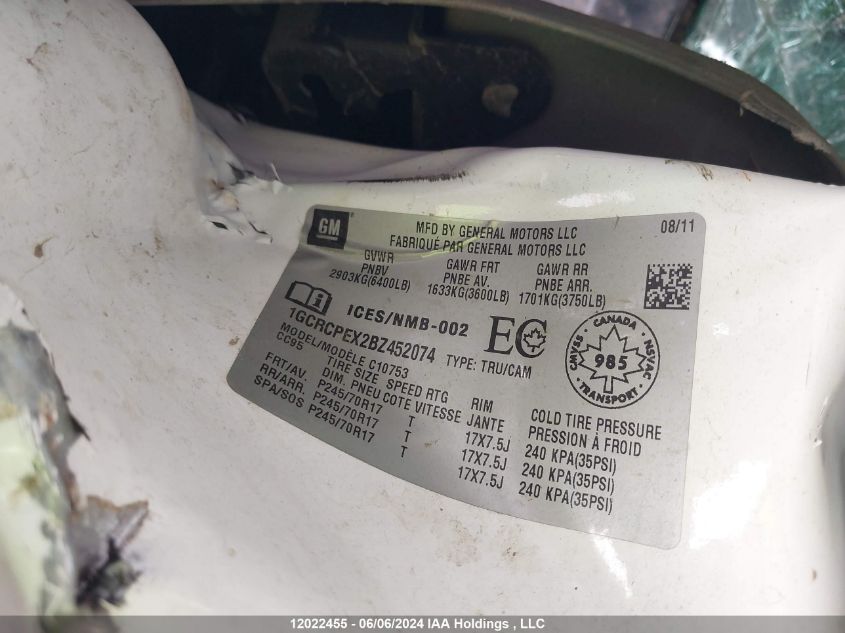 GM
MFD BY GENERAL MOTORS LLC
08/11
FABRIQUÉ PAR GENERAL MOTORS LLC
GVWR GAWR FRT GAWR RR
PNBV PNBE AV. PNBE ARR.
2903KG(6400LB) 1633KG(3600LB) 1701KG(3750LB)
ICES/NMB-002
1GCRCPEX2BZ452074 TYPE: TRU/CAM
EC
CANADA
CMVSS NSVAC
985
TRANSPORT
MODEL/MODÈLE C10753
CC95
TIRE SIZE SPEED RTG RIM COLD TIRE PRESSURE
DIM. PNEU COTE VITESSE JANTE PRESSION À FROID
FRT/AV. P245/70R17 T 17X7.5J 240 KPA(35PSI)
RR/ARR. P245/70R17 T 17X7.5J 240 KPA(35PSI)
SPA/SOS P245/70R17 T 17X7.5J 240 KPA(35PSI)
12022455 - 06/06/2024 IAA Holdings , LLC